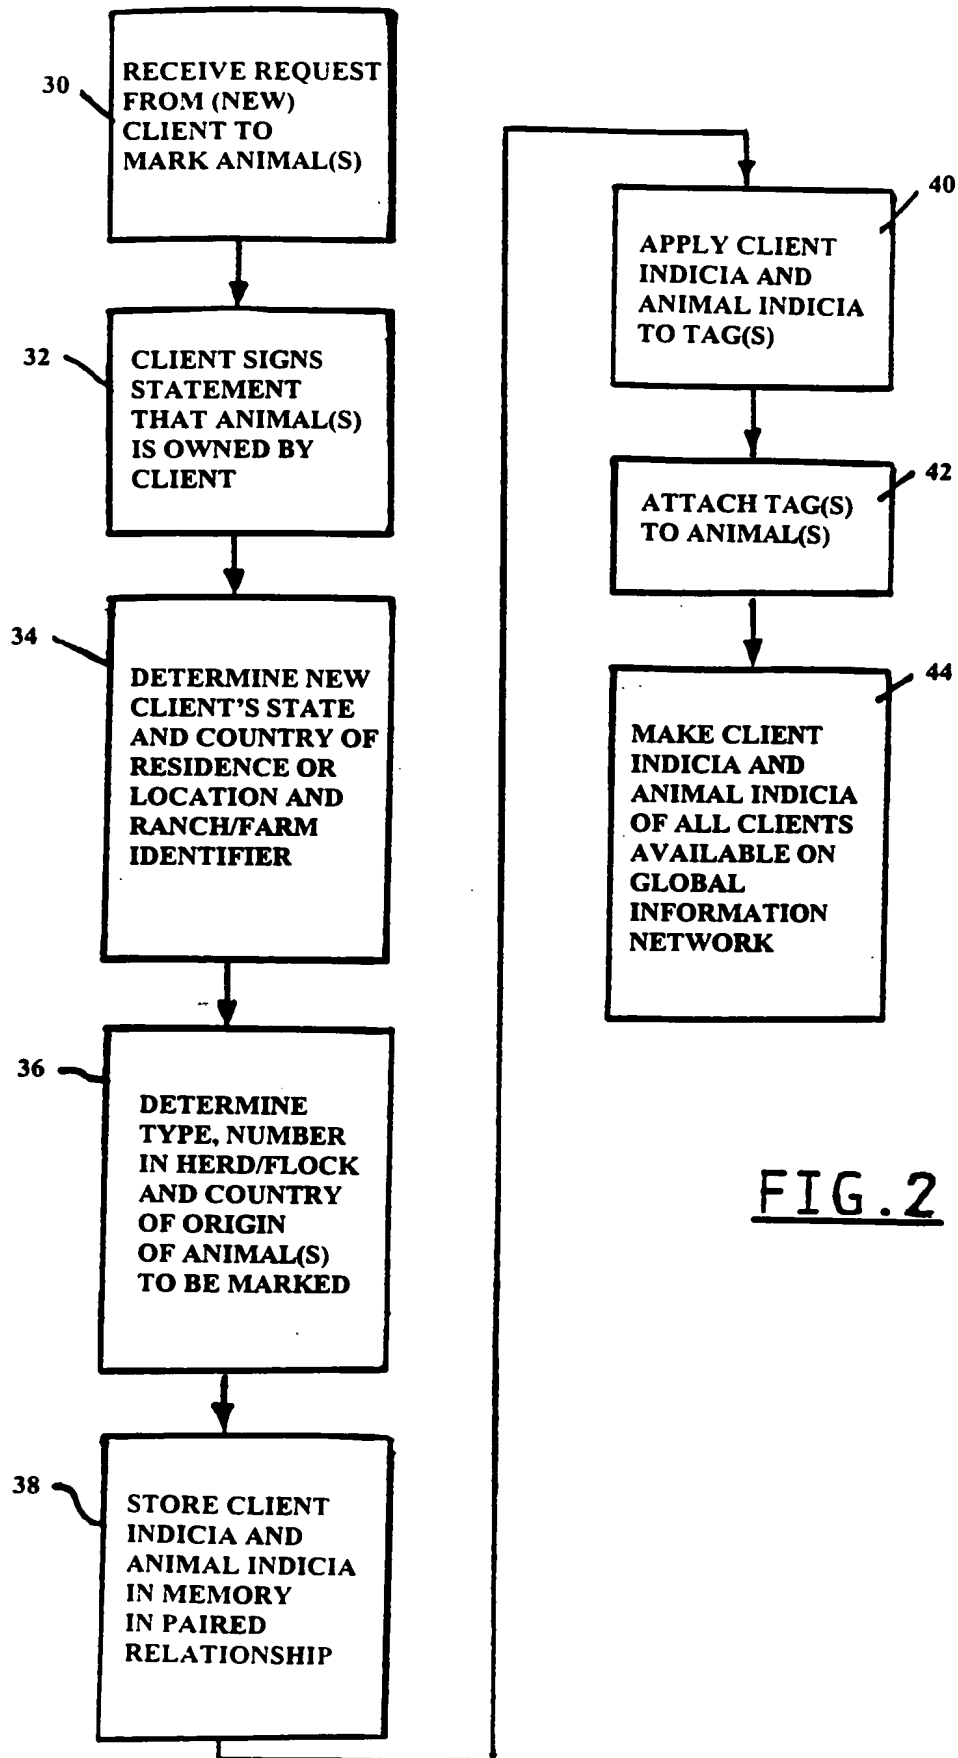 30
RECEIVE REQUEST
FROM (NEW)
CLIENT TO
MARK ANIMAL(S)
32
CLIENT SIGNS
STATEMENT
THAT ANIMAL(S)
IS OWNED BY
CLIENT
34
DETERMINE NEW
CLIENT'S STATE
AND COUNTRY OF
RESIDENCE OR
LOCATION AND
RANCH/FARM
IDENTIFIER
36
DETERMINE
TYPE, NUMBER
IN HERD/FLOCK
AND COUNTRY
OF ORIGIN
OF ANIMAL(S)
TO BE MARKED
38
STORE CLIENT
INDICIA AND
ANIMAL INDICIA
IN MEMORY
IN PAIRED
RELATIONSHIP
40
APPLY CLIENT
INDICIA AND
ANIMAL INDICIA
TO TAG(S)
42
ATTACH TAG(S)
TO ANIMAL(S)
44
MAKE CLIENT
INDICIA AND
ANIMAL INDICIA
OF ALL CLIENTS
AVAILABLE ON
GLOBAL
INFORMATION
NETWORK
FIG.2